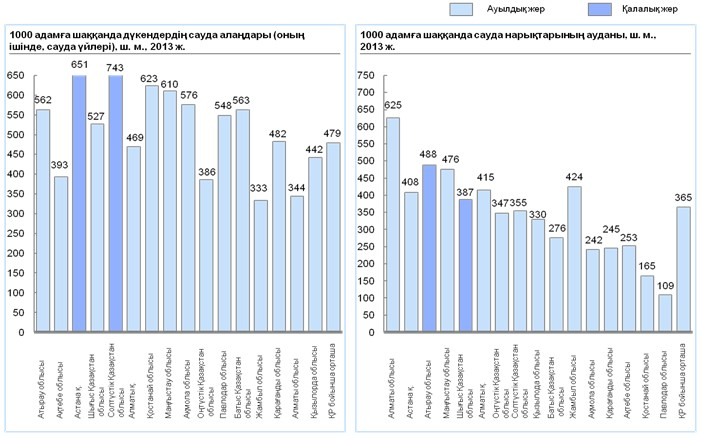 Ауылдық жер
Қалалық жер
1000 адамға шаққанда дүкендердің сауда алаңдары (оның
ішінде, сауда үйлері), ш. м., 2013 ж.
650
600
550
500
450
400
350
300
250
200
150
100
50
0
562
393
651
527
743
469
623
610
576
386
548
563
333
482
344
442
479
Атырау облысы
Ақтөбе облысы
Астана қ
Шығыс Қазақстан
облысы
Солтүстік Қазақстан
облысы
Алматы қ.
Қостанай облысы
Маңғыстау облысы
Ақмола облысы
Оңтүстік Қазақстан
облысы
Павлодар облысы
Батыс Қазақстан
облысы
Жамбыл облысы
Қарағанды облысы
Алматы облысы
Қызылорда облысы
ҚР бойынша орташа
1000 адамға шаққанда сауда нарықтарының ауданы, ш. м.,
2013 ж.
750
700
650
600
550
500
450
400
350
300
250
200
150
100
50
0
625
408
488
476
387
415
347
355
330
276
424
242
245
253
165
109
365
Алматы облысы
Астана қ.
Атырау облысы
Маңғыстау облысы
Шығыс Қазақстан
облысы
Алматы қ
Оңтүстік Қазақстан
облысы
Солтүстік Қазақстан
облысы
Қызылорда облысы
Батыс Қазақстан
облысы
Жамбыл облысы
Ақмола облысы
Қарағанды облысы
Ақтөбе облысы
Қостанай облысы
Павлодар облысы
ҚР бойынша орташа